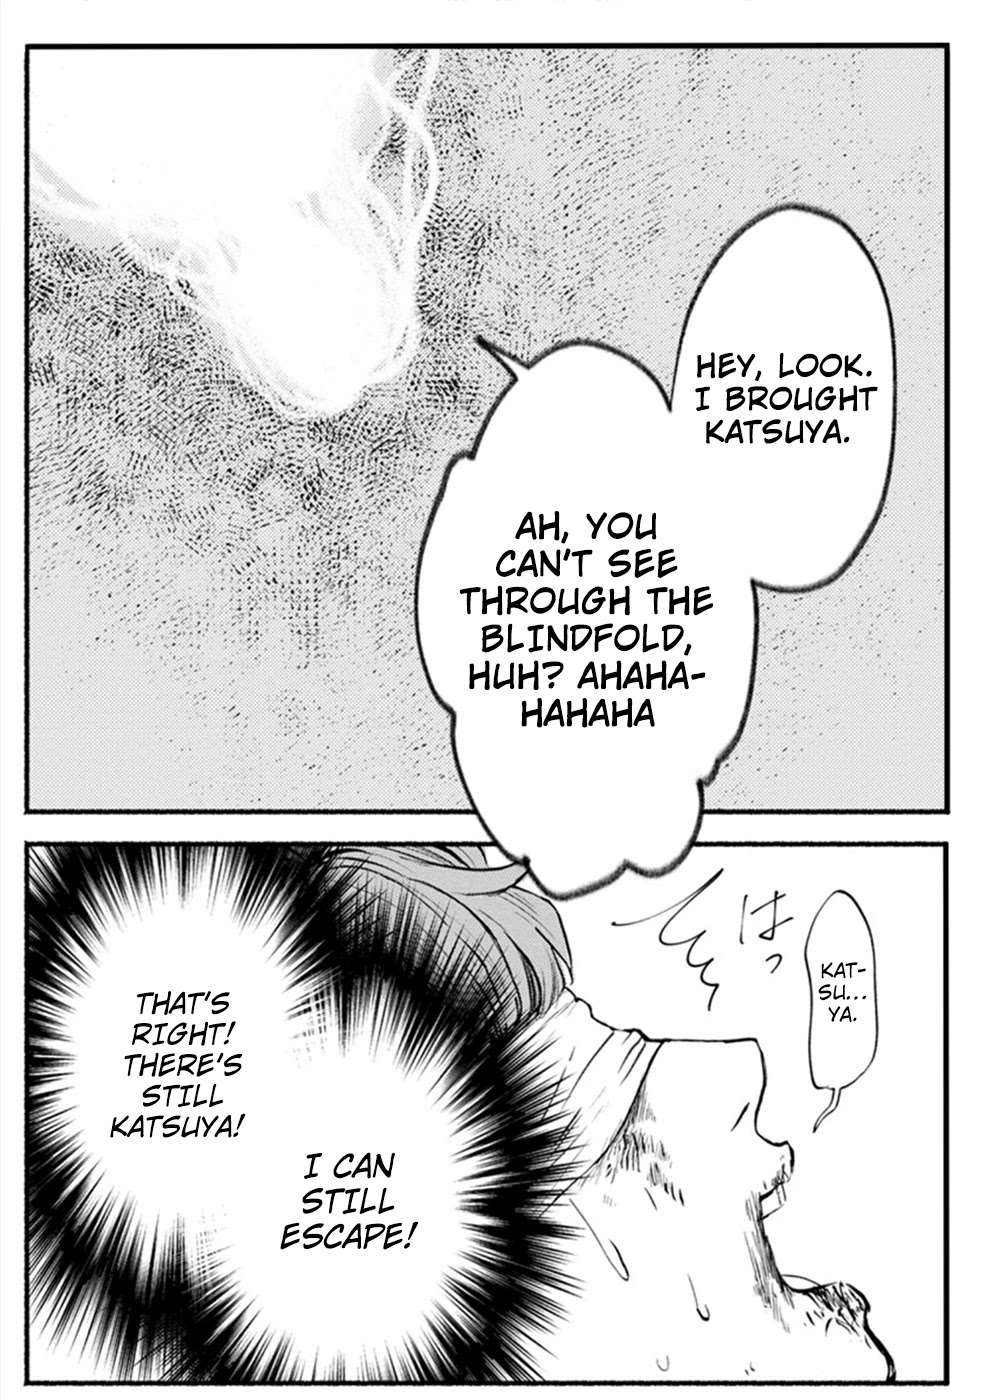 HEY, LOOK.
I BROUGHT
KATSUYA.
AH, YOU
CAN'T SEE
THROUGH THE
BLINDFOLD,
HUH? AHAHA-
HAHAHA
はっ
KAT-
SU...
YA.
THAT'S
RIGHT!
THERE'S
STILL
KATSUYA!
I CAN
STILL
ESCAPE!